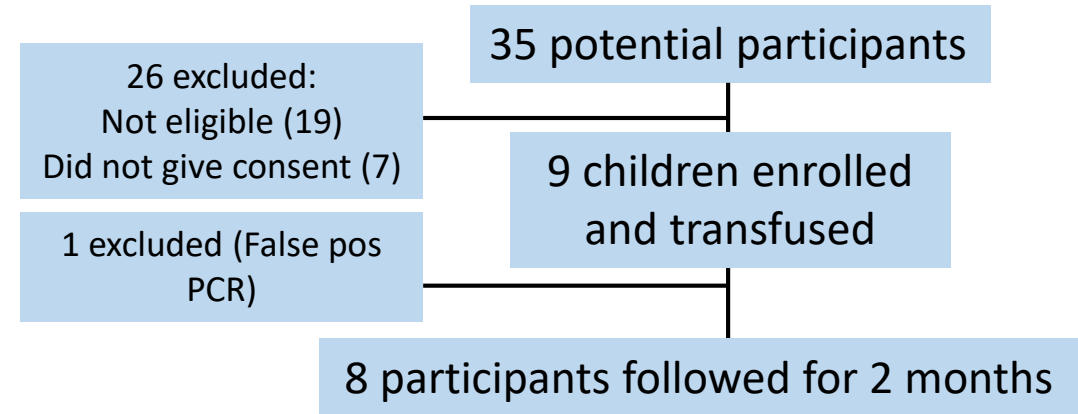 35 potential participants
26 excluded:
Not eligible (19)
Did not give consent (7)
9 children enrolled
and transfused
1 excluded (False pos
PCR)
8 participants followed for 2 months